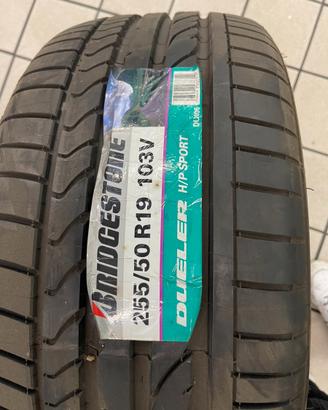 BRIDGESTONE
255/50 R19 103V
DUELER H/P SPORT